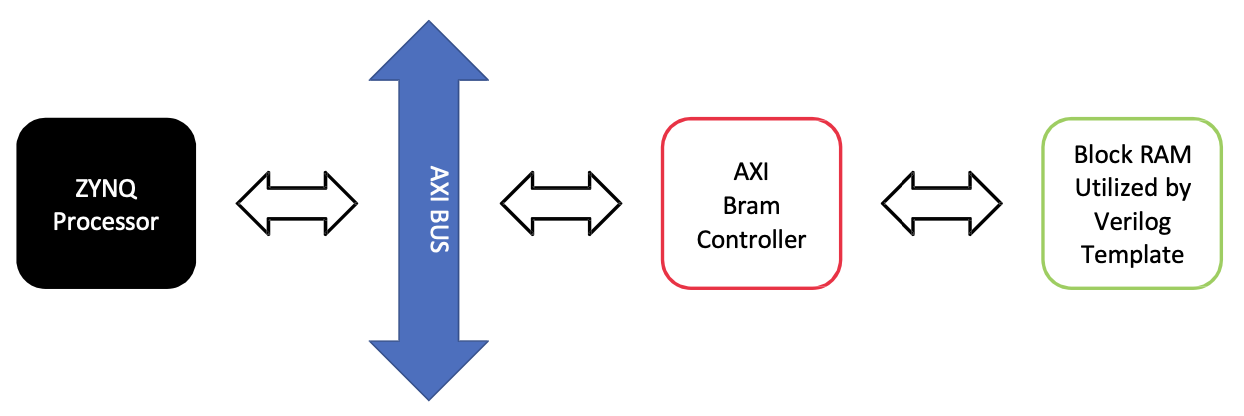 ZYNQ
Processor
AXI BUS
AXI
Bram
Controller
Block RAM
Utilized by
Verilog
Template